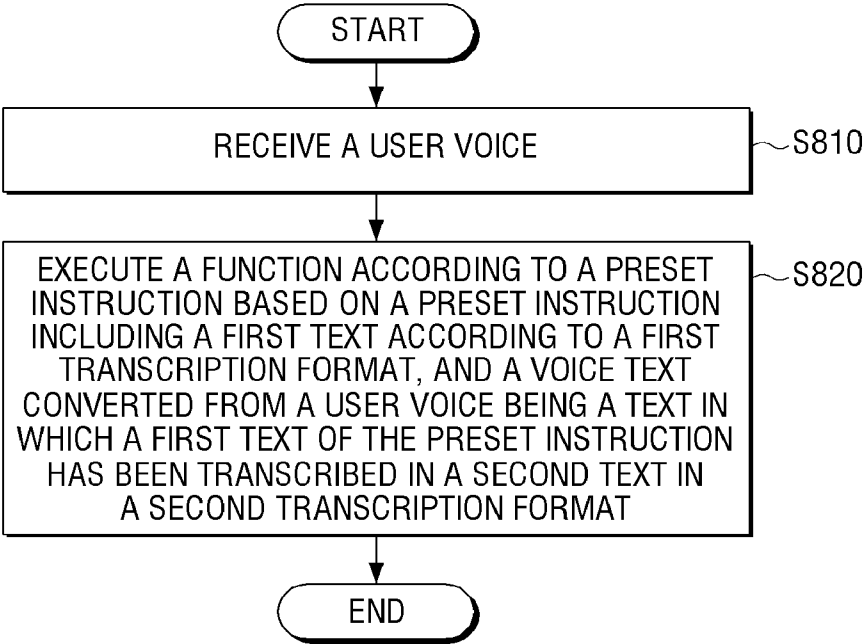 START
RECEIVE A USER VOICE
S810
EXECUTE A FUNCTION ACCORDING TO A PRESET
INSTRUCTION BASED ON A PRESET INSTRUCTION
INCLUDING A FIRST TEXT ACCORDING TO A FIRST
TRANSCRIPTION FORMAT, AND A VOICE TEXT
CONVERTED FROM A USER VOICE BEING A TEXT IN
WHICH A FIRST TEXT OF THE PRESET INSTRUCTION
HAS BEEN TRANSCRIBED IN A SECOND TEXT IN
A SECOND TRANSCRIPTION FORMAT
S820
END